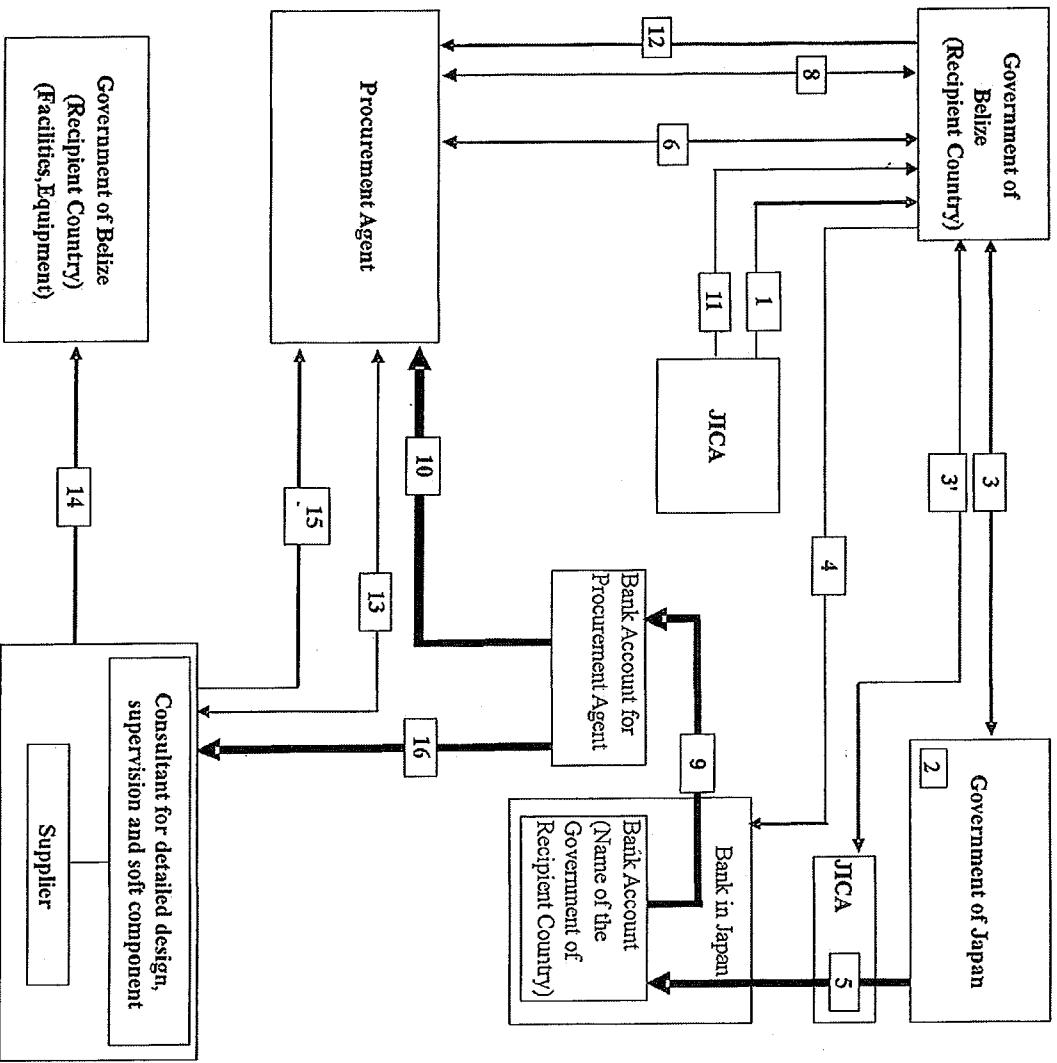 Government of
Belize
(Recipient Country)
3
3'
Government of Japan
2
JICA
5
4
1
11
JICA
Bank in Japan
Bank Account
(Name of the
Government of
Recipient Country)
9
6
8
12
Bank Account for
Procurement Agent
10
16
Procurement Agent
13
15
Consultant for detailed design,
supervision and soft component
Supplier
14
Government of Belize
(Recipient Country)
(Facilities,Equipment)